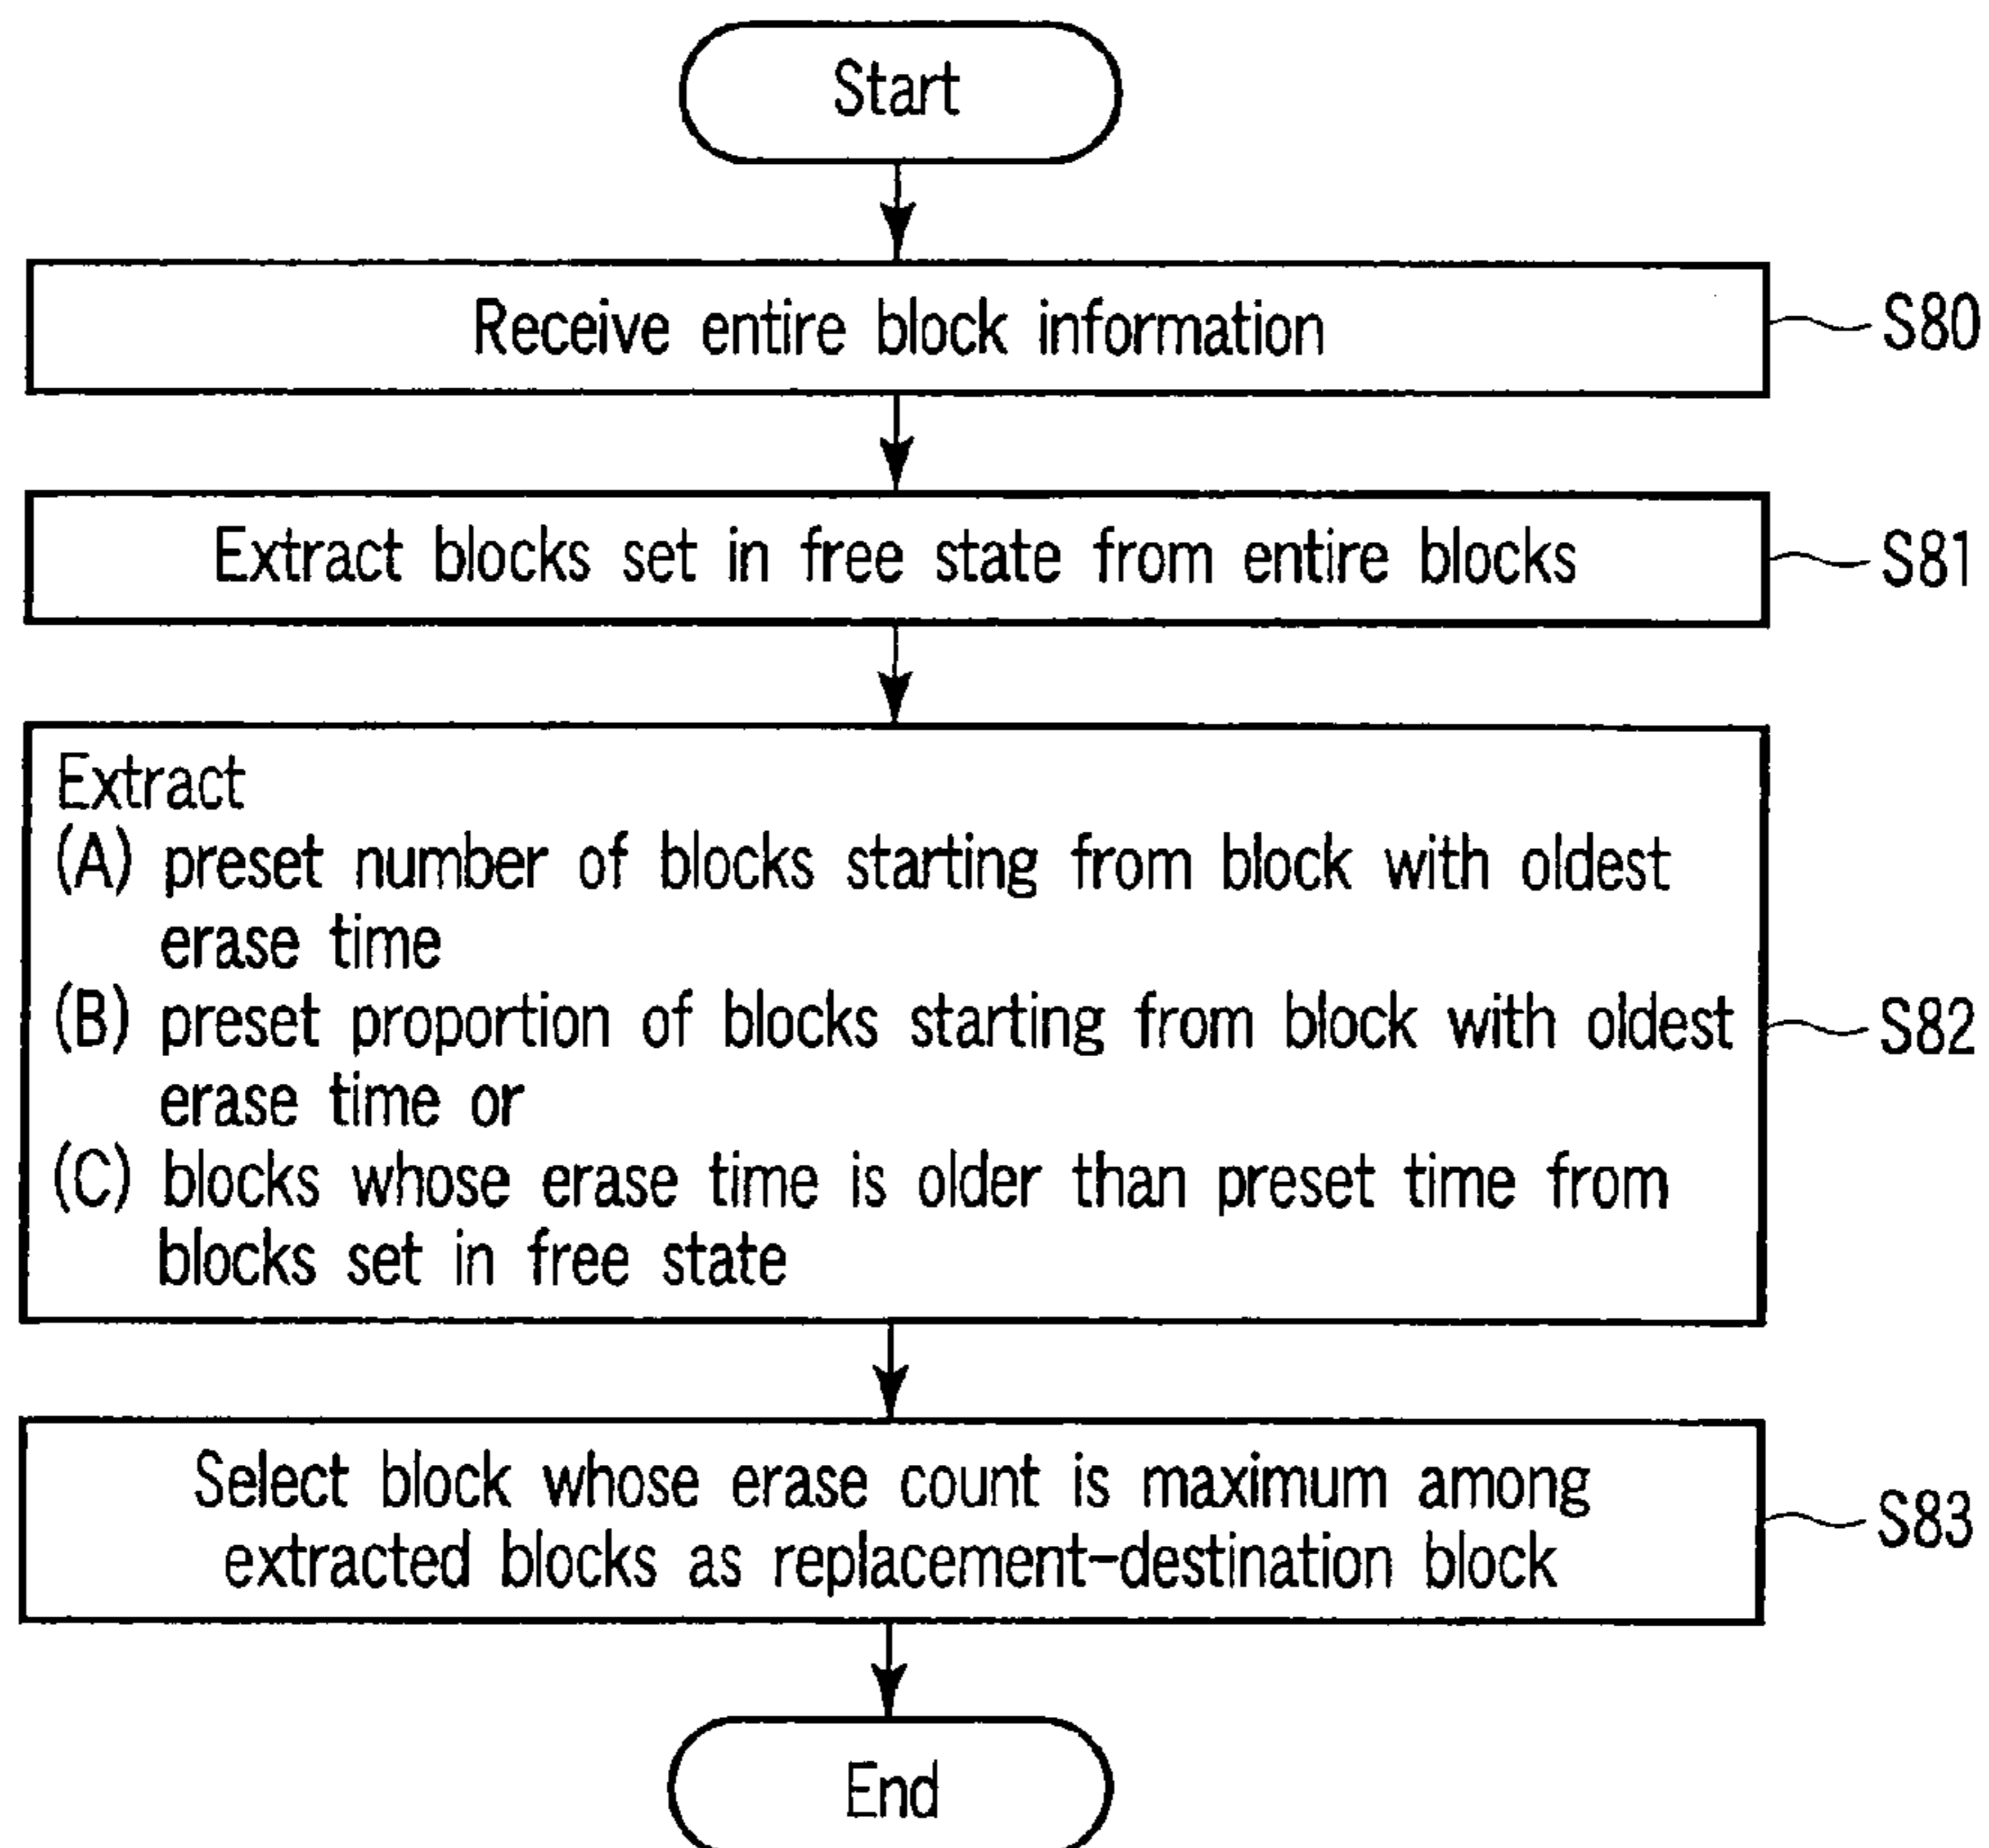 Start
Receive entire block information
S80
Extract blocks set in free state from entire blocks
S81
Extract
(A) preset number of blocks starting from block with oldest
erase time
(B) preset proportion of blocks starting from block with oldest
erase time or
(C) blocks whose erase time is older than preset time from
blocks set in free state
S82
Select block whose erase count is maximum among
extracted blocks as replacement-destination block
S83
End